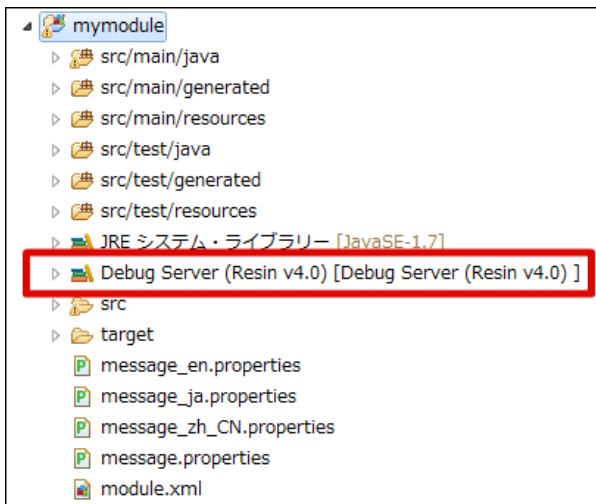 mymodule
src/main/java
src/main/generated
src/main/resources
src/test/java
src/test/generated
src/test/resources
JRE システム・ライブラリー [JavaSE-1.7]
Debug Server (Resin v4.0) [Debug Server (Resin v4.0) ]
src
target
message_en.properties
message_ja.properties
message_zh_CN.properties
message.properties
module.xml